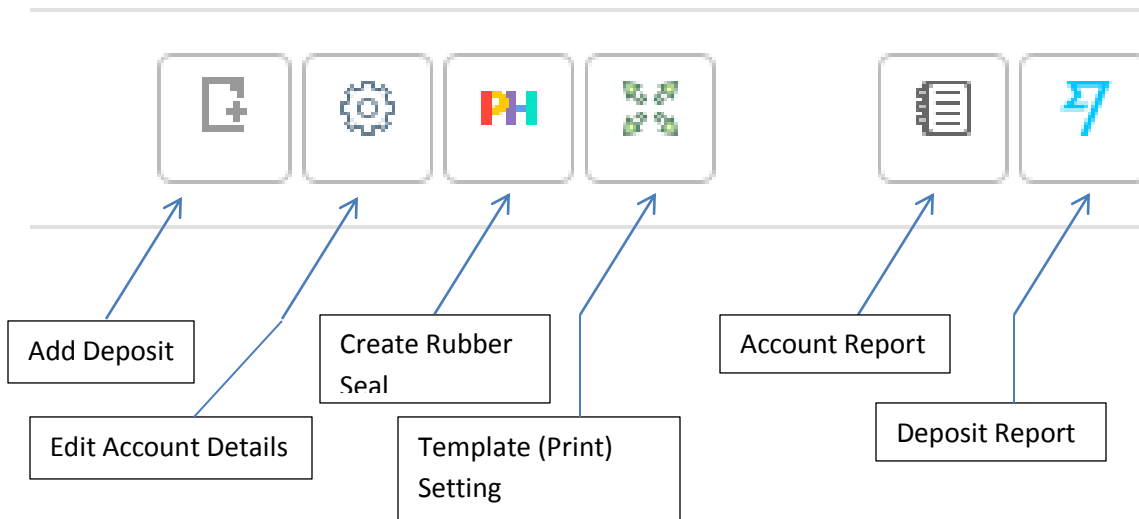 PH
Add Deposit
Create Rubber
Seal
Account Report
Edit Account Details
Template (Print)
Setting
Deposit Report